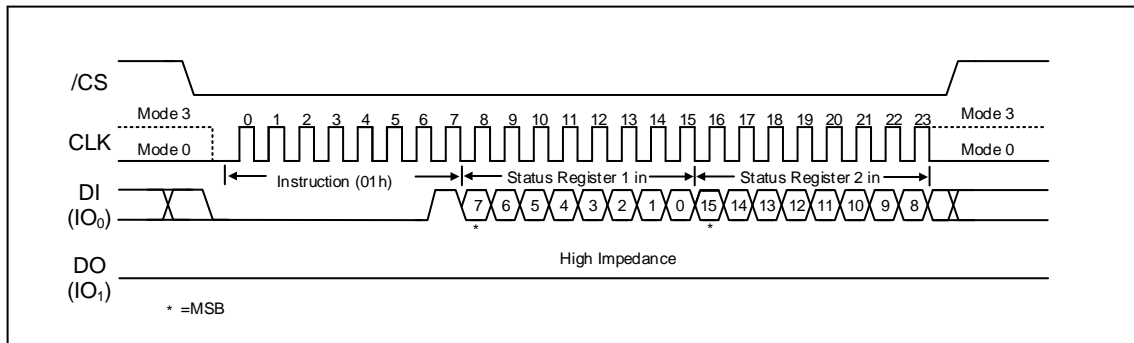 /CS
Mode 3 0 1 2 3 4 5 6 7 8 9 10 11 12 13 14 15 16 17 18 19 20 21 22 23 Mode 3
CLK
Mode 0 Mode 0
Instruction (01h) Status Register 1 in Status Register 2 in
DI
(IO₀)
7 6 5 4 3 2 1 0 15 14 13 12 11 10 9 8
* *
DO
(IO₁)
High Impedance
* =MSB